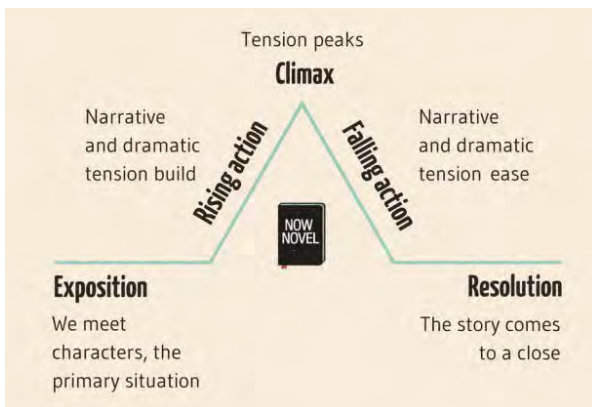 Tension peaks
Climax
Narrative
and dramatic
tension build
Rising action
Falling action
Narrative
and dramatic
tension ease
NOW
NOVEL
Exposition
We meet
characters, the
primary situation
Resolution
The story comes
to a close